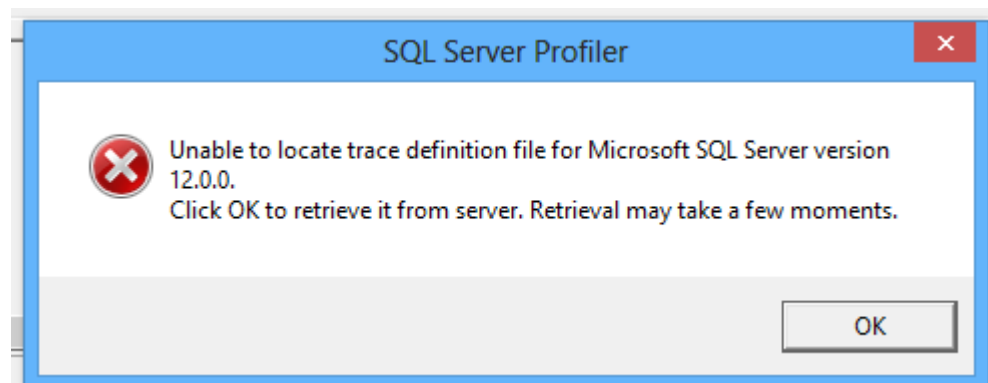 SQL Server Profiler
Unable to locate trace definition file for Microsoft SQL Server version
12.0.0.
Click OK to retrieve it from server. Retrieval may take a few moments.
OK